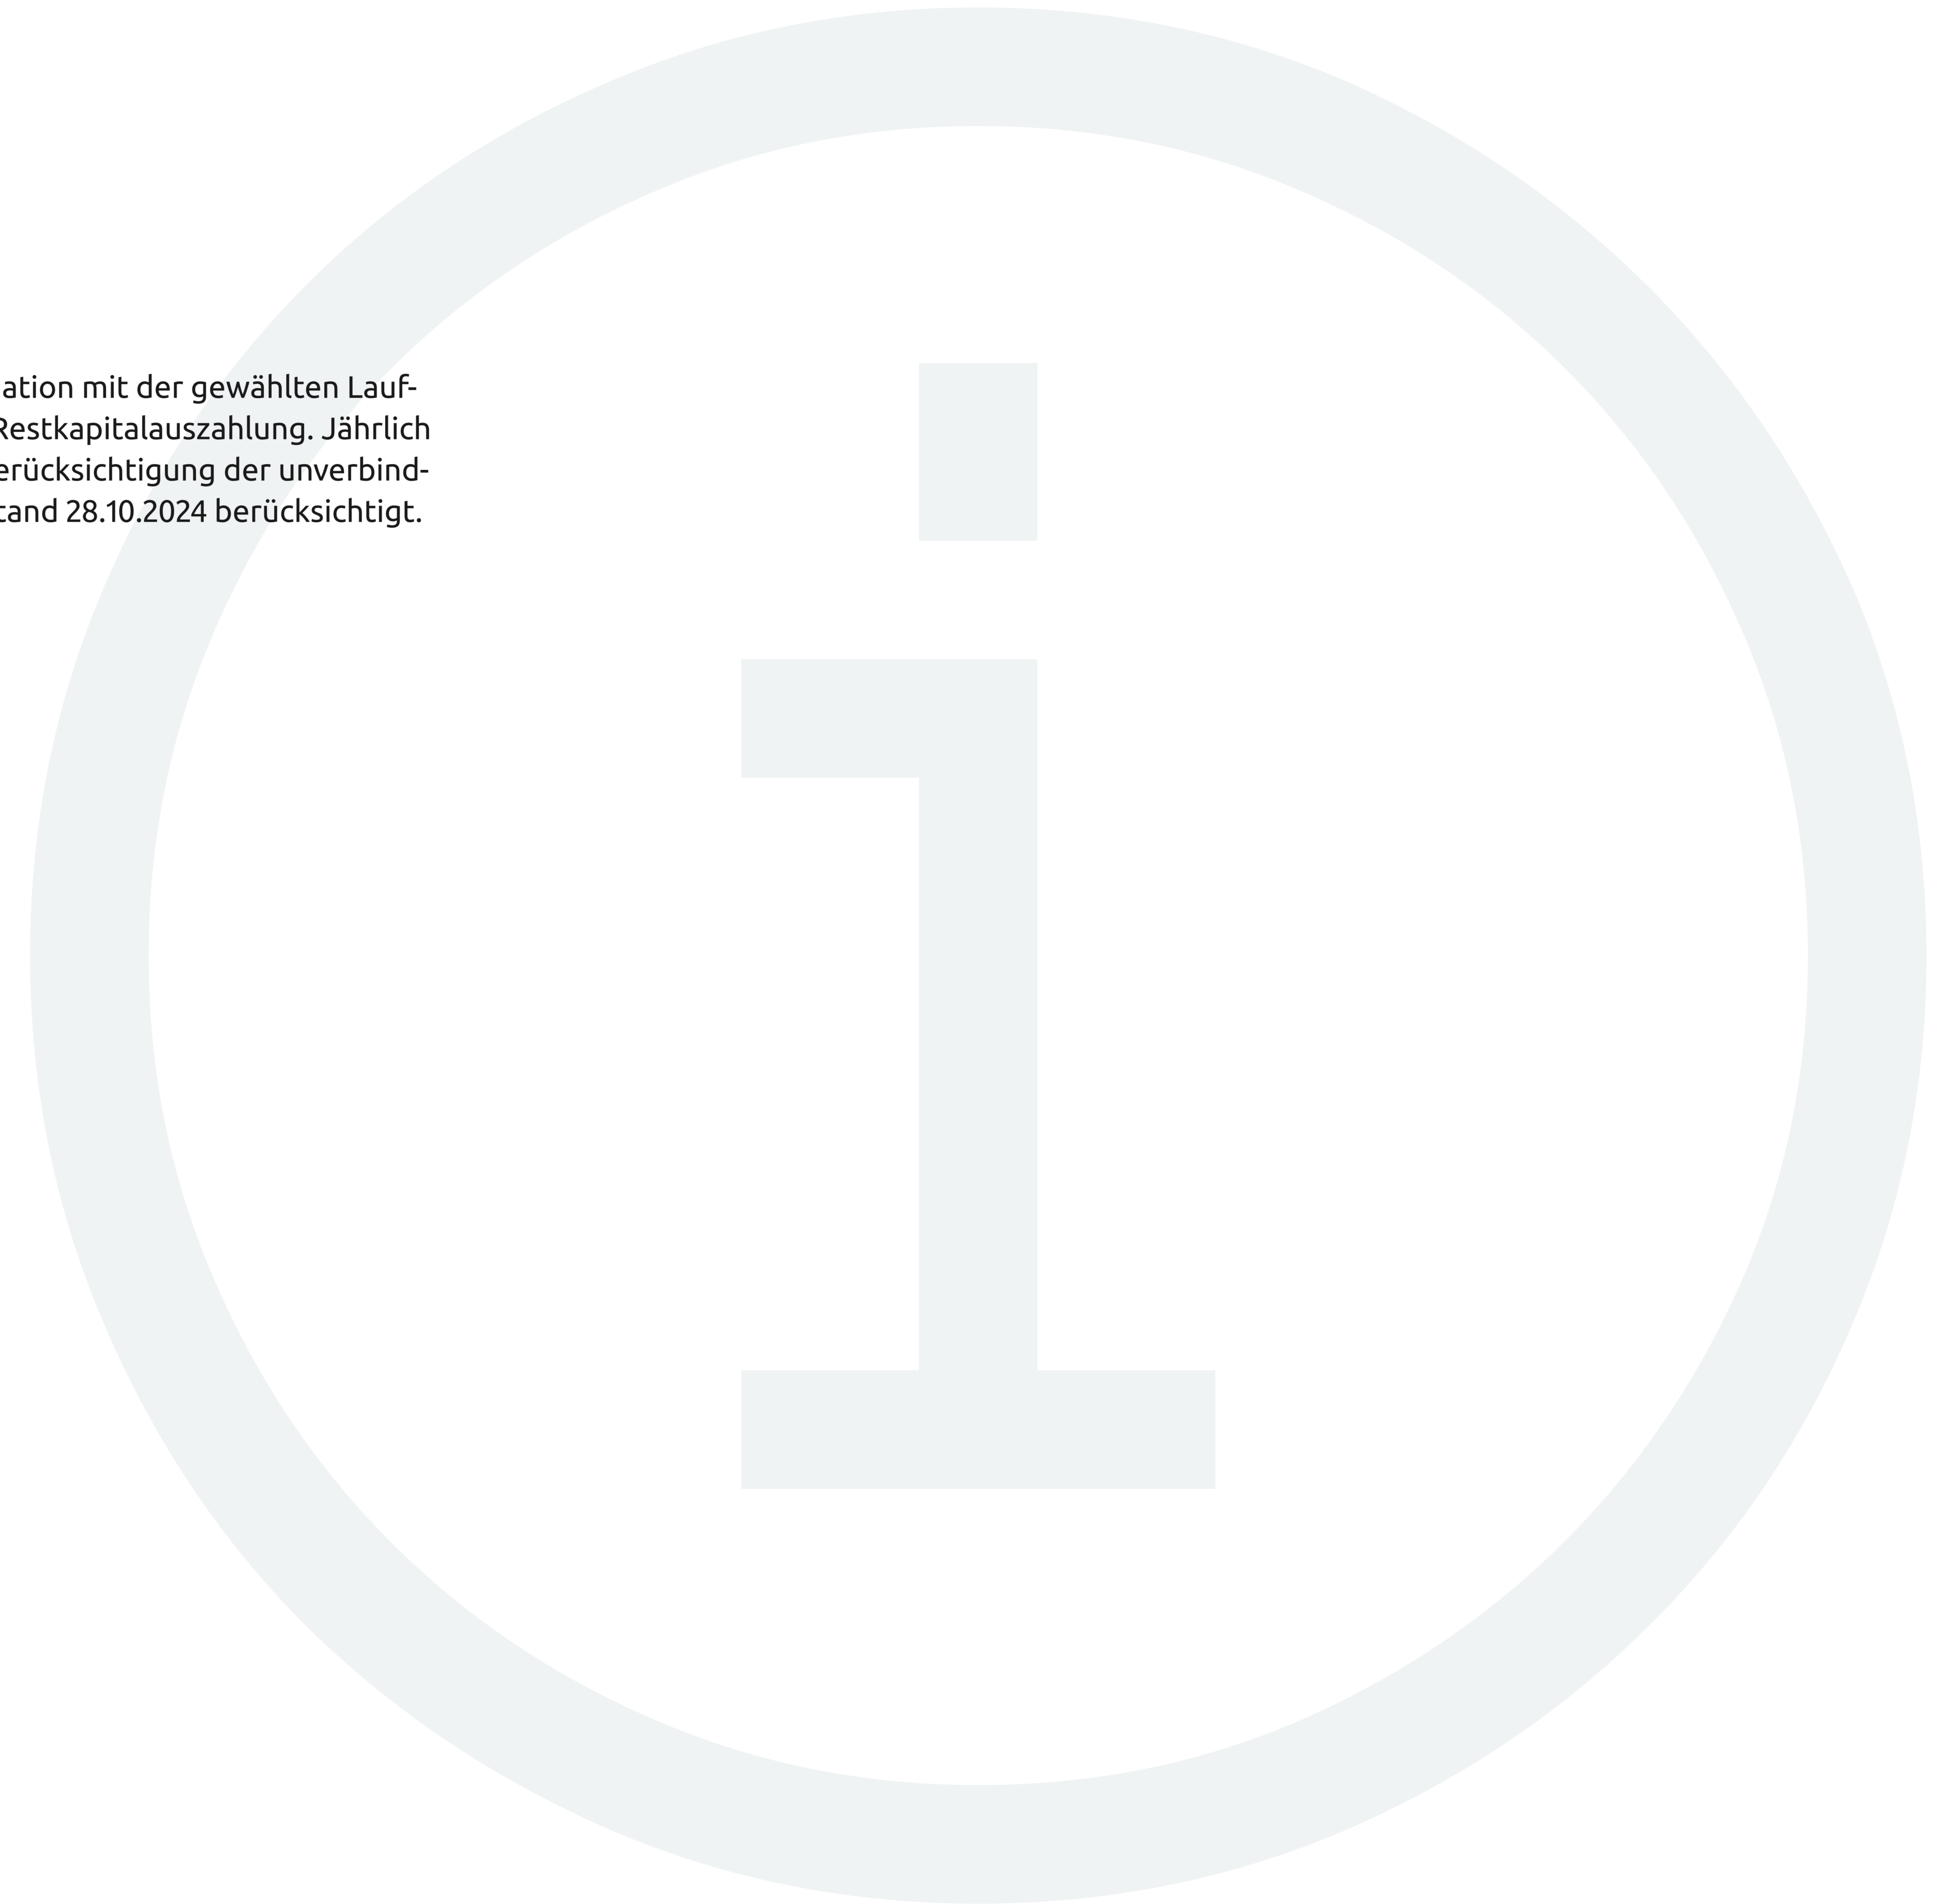 ation mit der gewählten Lauf-
Restkapitalauszahlung. Jährlich
erücksichtigung der unverbind-
tand 28.10.2024 berücksichtigt.